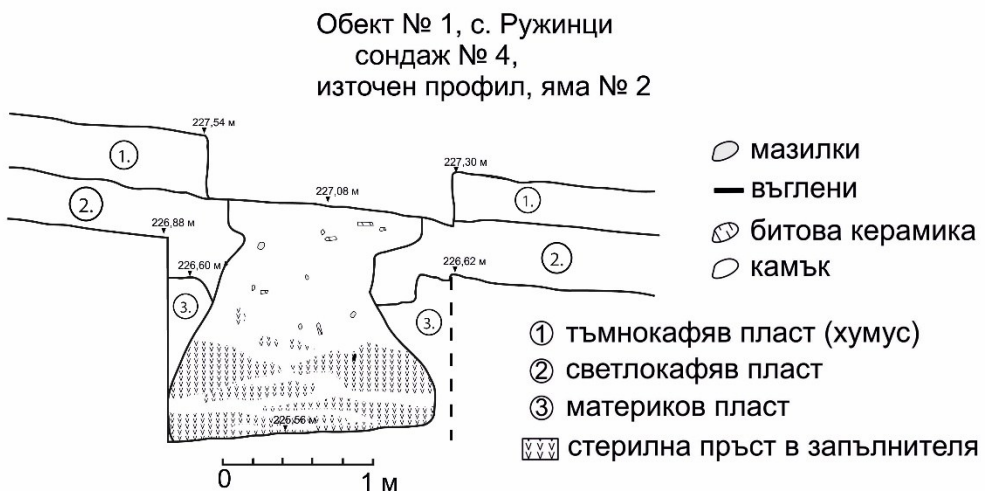 Обект № 1, с. Ружинци
сондаж № 4,
източен профил, яма № 2
227,54 м
1.
2.
226,88 м
226,60 м
3.
227,08 м
227,30 м
1.
2.
226,62 м
3.
225,56 м
0 1 м
мазилки
въглени
битова керамика
камък
1 тъмнокафяв пласт (хумус)
2 светлокафяв пласт
3 материков пласт
стерилна пръст в запълнителя